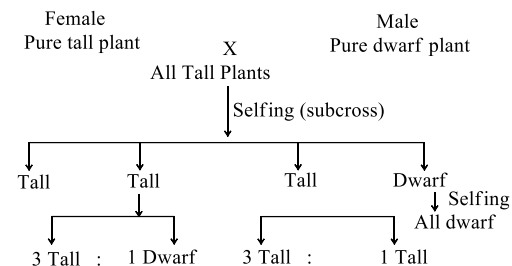 Female
Pure tall plant
Male
Pure dwarf plant
X
All Tall Plants
Selfing (subcross)
Tall
Tall
Tall
Dwarf
Selfing
All dwarf
3 Tall : 1 Dwarf
3 Tall : 1 Tall